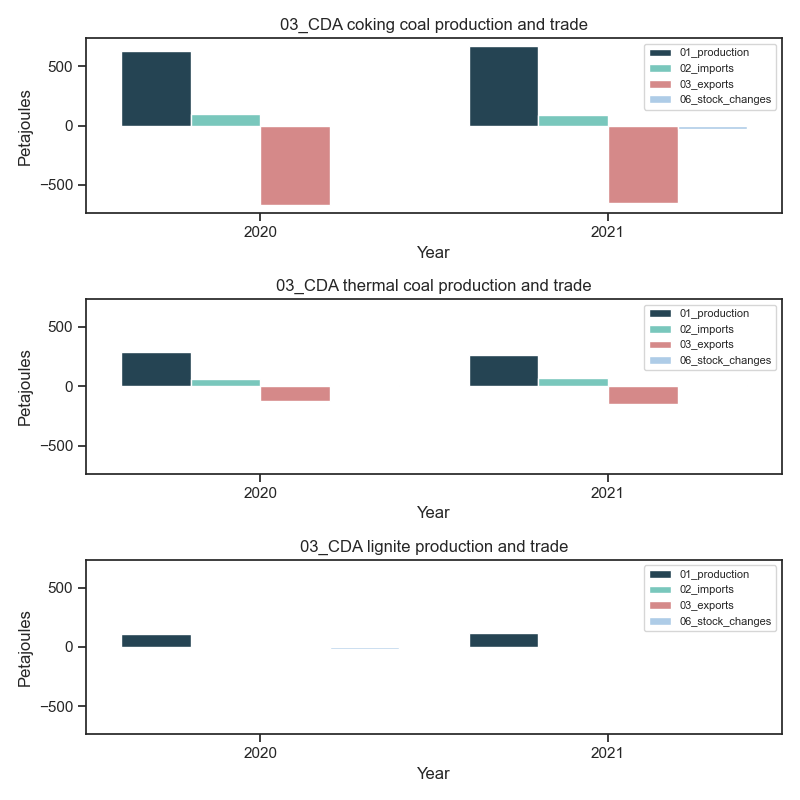 03_CDA coking coal production and trade
Petajoules
500
0
−500
01_production
02_imports
03_exports
06_stock_changes
2020
2021
Year
03_CDA thermal coal production and trade
Petajoules
500
0
−500
01_production
02_imports
03_exports
06_stock_changes
2020
2021
Year
03_CDA lignite production and trade
Petajoules
500
0
−500
01_production
02_imports
03_exports
06_stock_changes
2020
2021
Year